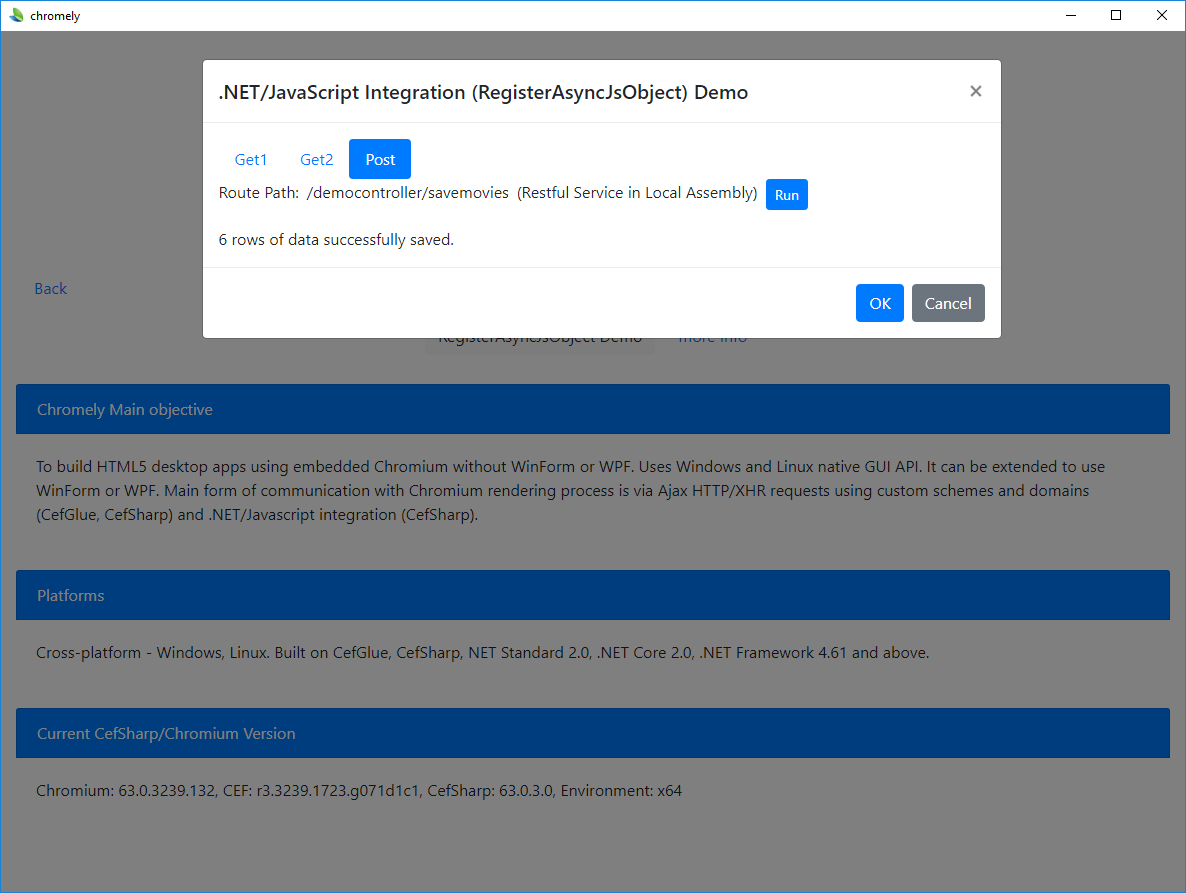 chromely
.NET/JavaScript Integration (RegisterAsyncJsObject) Demo
×
Get1 Get2 Post
Route Path: /democontroller/savemovies (Restful Service in Local Assembly) Run
6 rows of data successfully saved.
Back
OK Cancel
RegisterAsyncJsObject Demo more info
Chromely Main objective
To build HTML5 desktop apps using embedded Chromium without WinForm or WPF. Uses Windows and Linux native GUI API. It can be extended to use
WinForm or WPF. Main form of communication with Chromium rendering process is via Ajax HTTP/XHR requests using custom schemes and domains
(CefGlue, CefSharp) and .NET/Javascript integration (CefSharp).
Platforms
Cross-platform - Windows, Linux. Built on CefGlue, CefSharp, NET Standard 2.0, .NET Core 2.0, .NET Framework 4.61 and above.
Current CefSharp/Chromium Version
Chromium: 63.0.3239.132, CEF: r3.3239.1723.g071d1c1, CefSharp: 63.0.3.0, Environment: x64